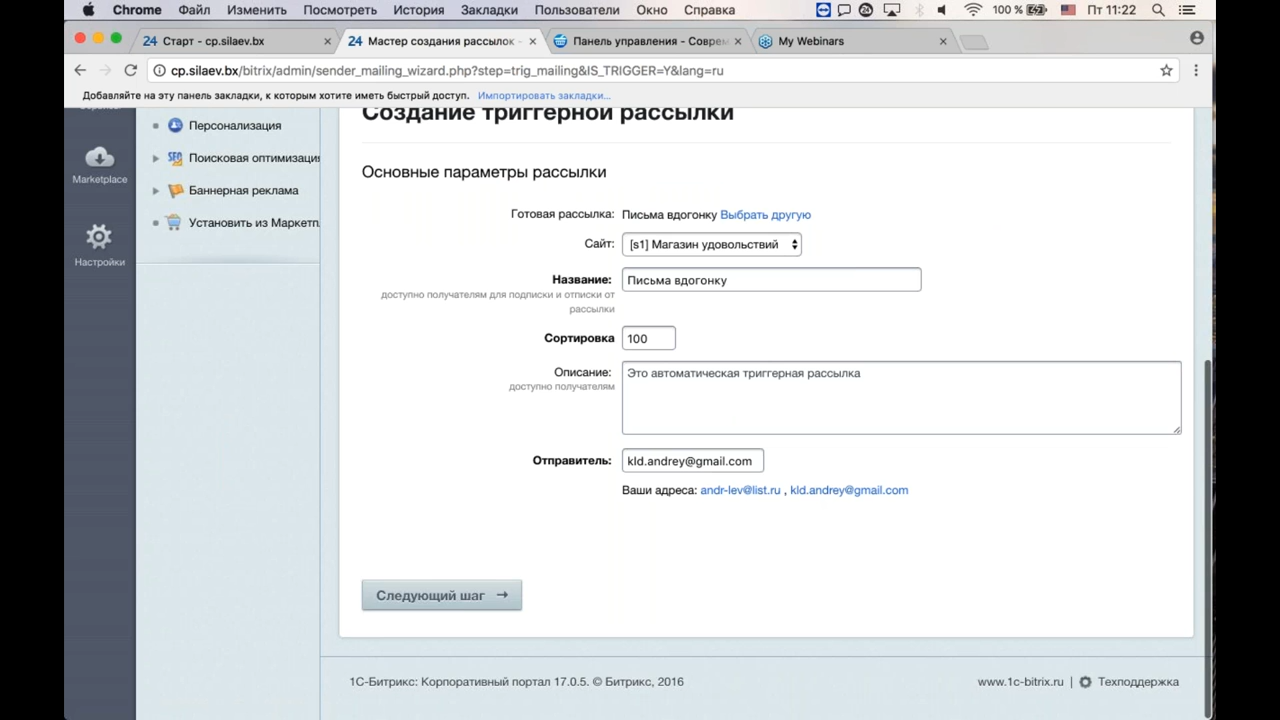 Chrome Файл Изменить Посмотреть История Закладки Пользователи Окно Справка 100 % Пт 11:22
24 Старт - cp.silaev.bx × 24 Мастер создания рассылок - × Панель управления - Соврем × My Webinars ×
cp.silaev.bx/bitrix/admin/sender_mailing_wizard.php?step=trig_mailing&IS_TRIGGER=Y&lang=ru
Добавляйте на эту панель закладки, к которым хотите иметь быстрый доступ. Импортировать закладки...
Персонализация
Marketplace
SEO Поисковая оптимизация
Баннерная реклама
Установить из Маркетп
Настройки
Создание триггерной рассылки
Основные параметры рассылки
Готовая рассылка: Письма вдогонку Выбрать другую
Сайт: [s1] Магазин удовольствий
Название: Письма вдогонку
доступно получателям для подписки и отписки от
рассылки
Сортировка 100
Описание: Это автоматическая триггерная рассылка
доступно получателям
Отправитель: kld.andrey@gmail.com
Ваши адреса: andr-lev@list.ru , kld.andrey@gmail.com
Следующий шаг →
1С-Битрикс: Корпоративный портал 17.0.5. © Битрикс, 2016 www.1c-bitrix.ru | Техподдержка